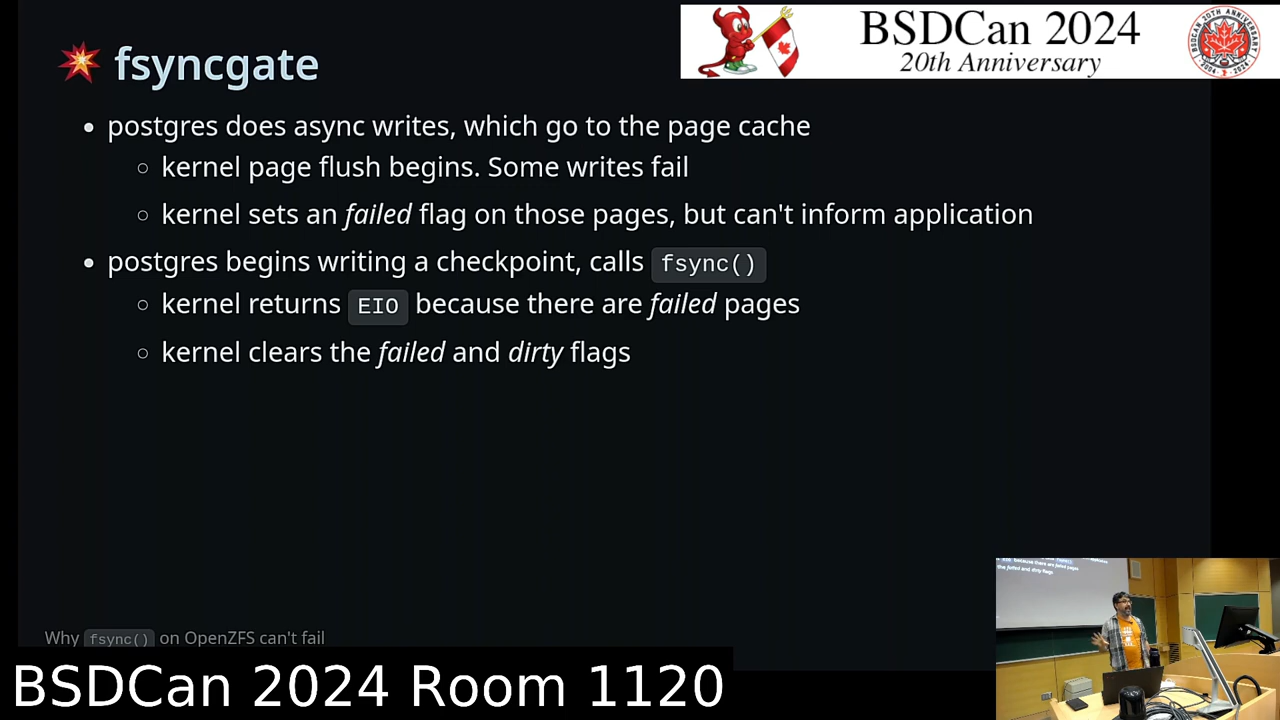 BSDCan 2024
20th Anniversary
fsyncgate
postgres does async writes, which go to the page cache
kernel page flush begins. Some writes fail
kernel sets an failed flag on those pages, but can't inform application
postgres begins writing a checkpoint, calls fsync()
kernel returns EIO because there are failed pages
kernel clears the failed and dirty flags
Why fsync() on OpenZFS can't fail
BSDCan 2024 Room 1120